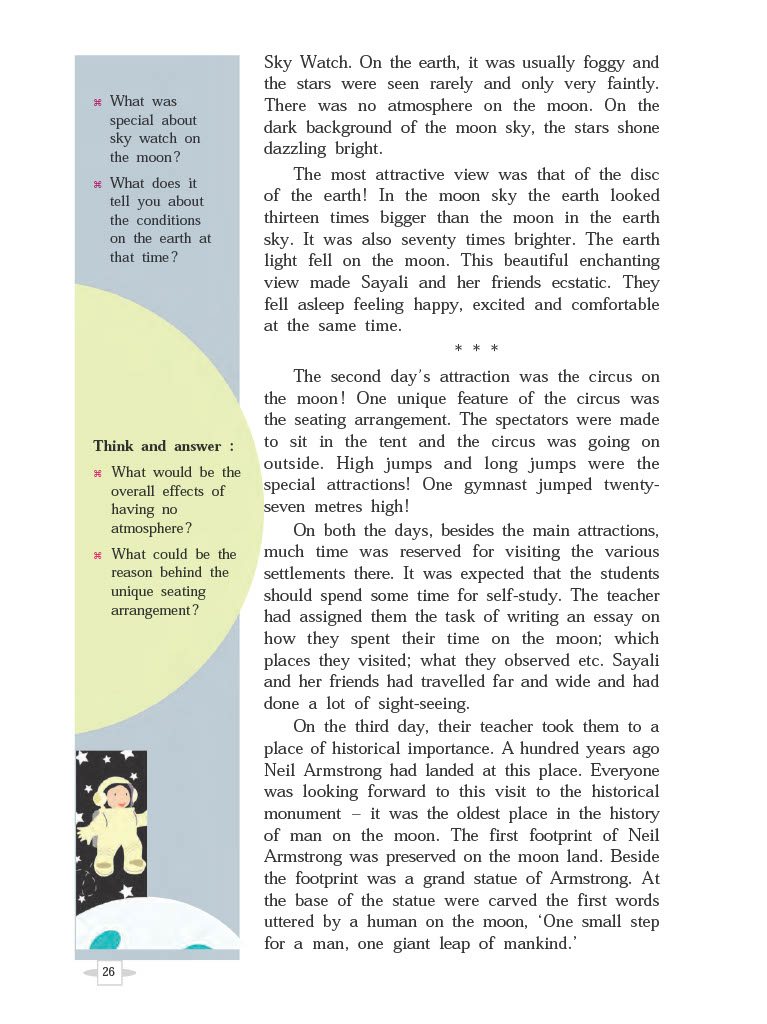 ⌘ What was
special about
sky watch on
the moon?
⌘ What does it
tell you about
the conditions
on the earth at
that time?
Think and answer :
⌘ What would be the
overall effects of
having no
atmosphere?
⌘ What could be the
reason behind the
unique seating
arrangement?
Sky Watch. On the earth, it was usually foggy and
the stars were seen rarely and only very faintly.
There was no atmosphere on the moon. On the
dark background of the moon sky, the stars shone
dazzling bright.
The most attractive view was that of the disc
of the earth! In the moon sky the earth looked
thirteen times bigger than the moon in the earth
sky. It was also seventy times brighter. The earth
light fell on the moon. This beautiful enchanting
view made Sayali and her friends ecstatic. They
fell asleep feeling happy, excited and comfortable
at the same time.
* * *
The second day's attraction was the circus on
the moon! One unique feature of the circus was
the seating arrangement. The spectators were made
to sit in the tent and the circus was going on
outside. High jumps and long jumps were the
special attractions! One gymnast jumped twenty-
seven metres high!
On both the days, besides the main attractions,
much time was reserved for visiting the various
settlements there. It was expected that the students
should spend some time for self-study. The teacher
had assigned them the task of writing an essay on
how they spent their time on the moon; which
places they visited; what they observed etc. Sayali
and her friends had travelled far and wide and had
done a lot of sight-seeing.
On the third day, their teacher took them to a
place of historical importance. A hundred years ago
Neil Armstrong had landed at this place. Everyone
was looking forward to this visit to the historical
monument – it was the oldest place in the history
of man on the moon. The first footprint of Neil
Armstrong was preserved on the moon land. Beside
the footprint was a grand statue of Armstrong. At
the base of the statue were carved the first words
uttered by a human on the moon, ‘One small step
for a man, one giant leap of mankind.’
26